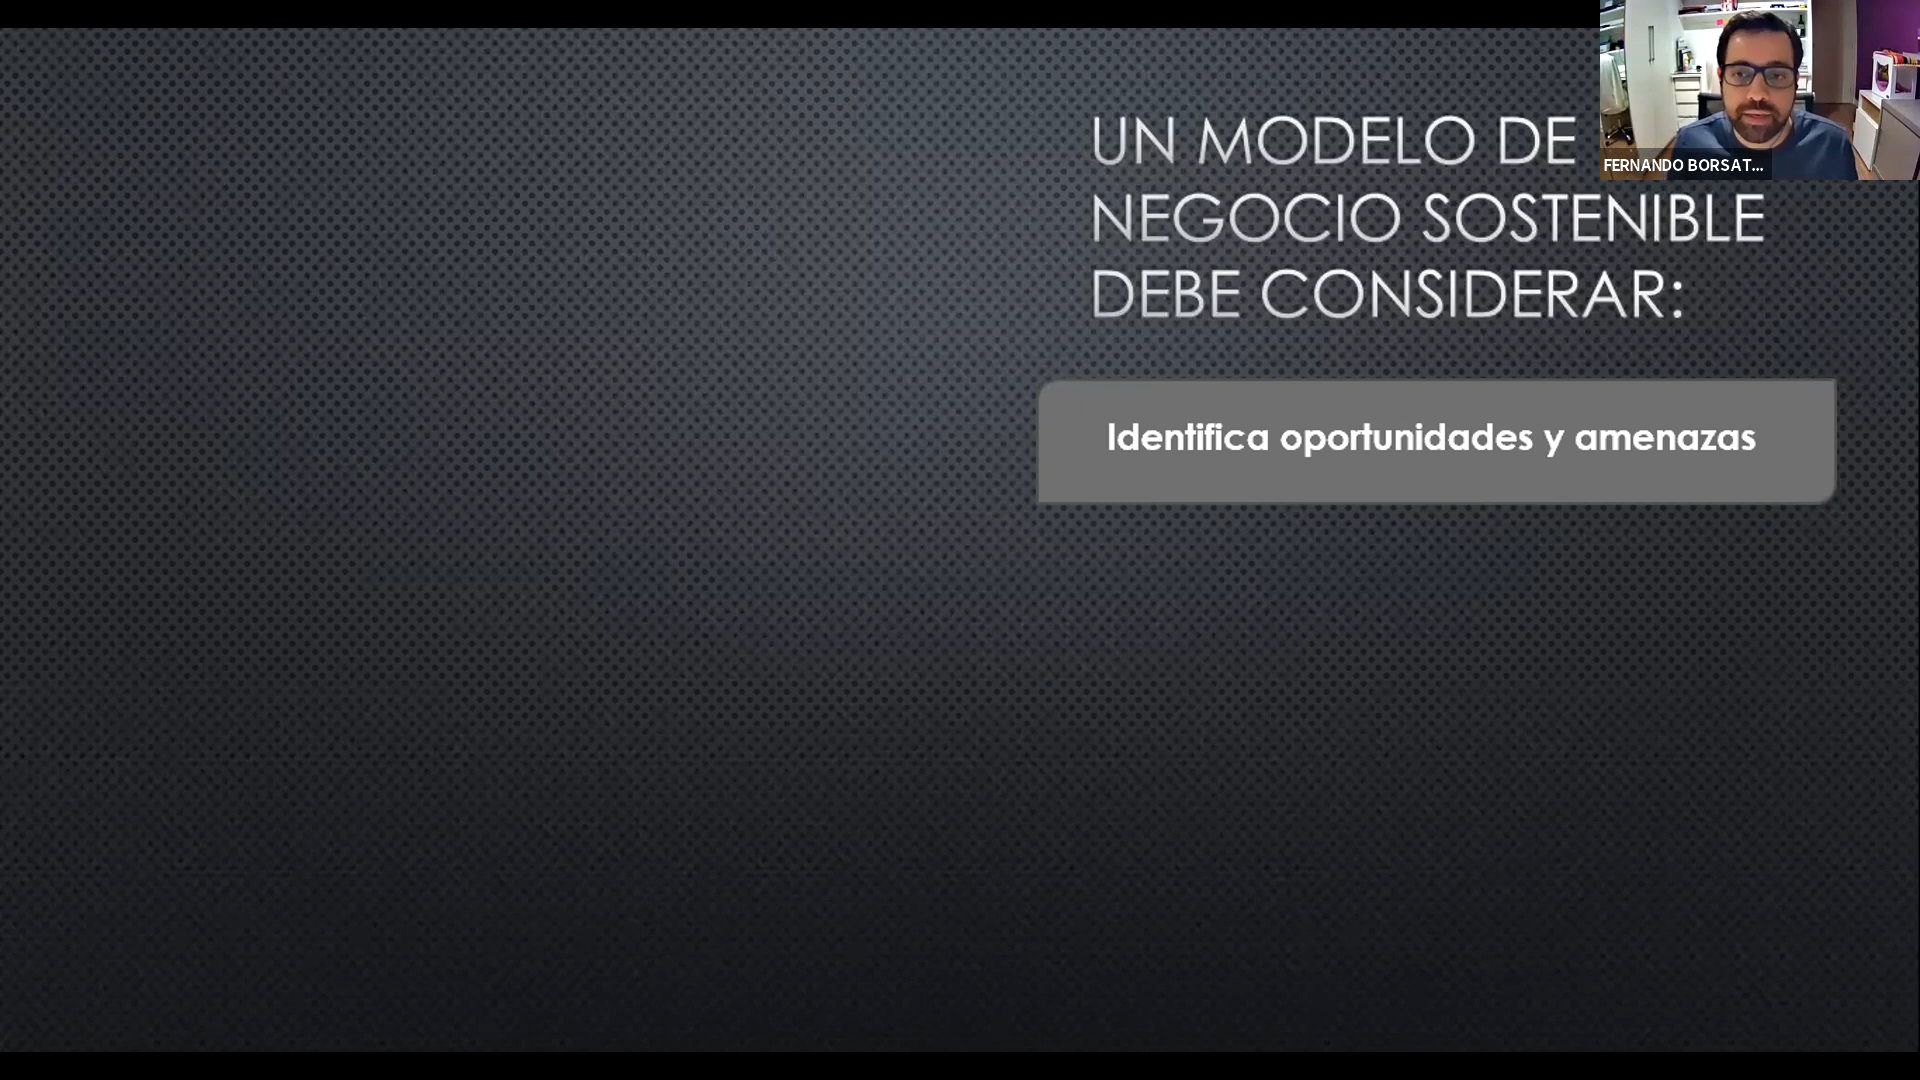 UN MODELO DE
NEGOCIO SOSTENIBLE
DEBE CONSIDERAR:
Identifica oportunidades y amenazas
FERNANDO BORSAT...